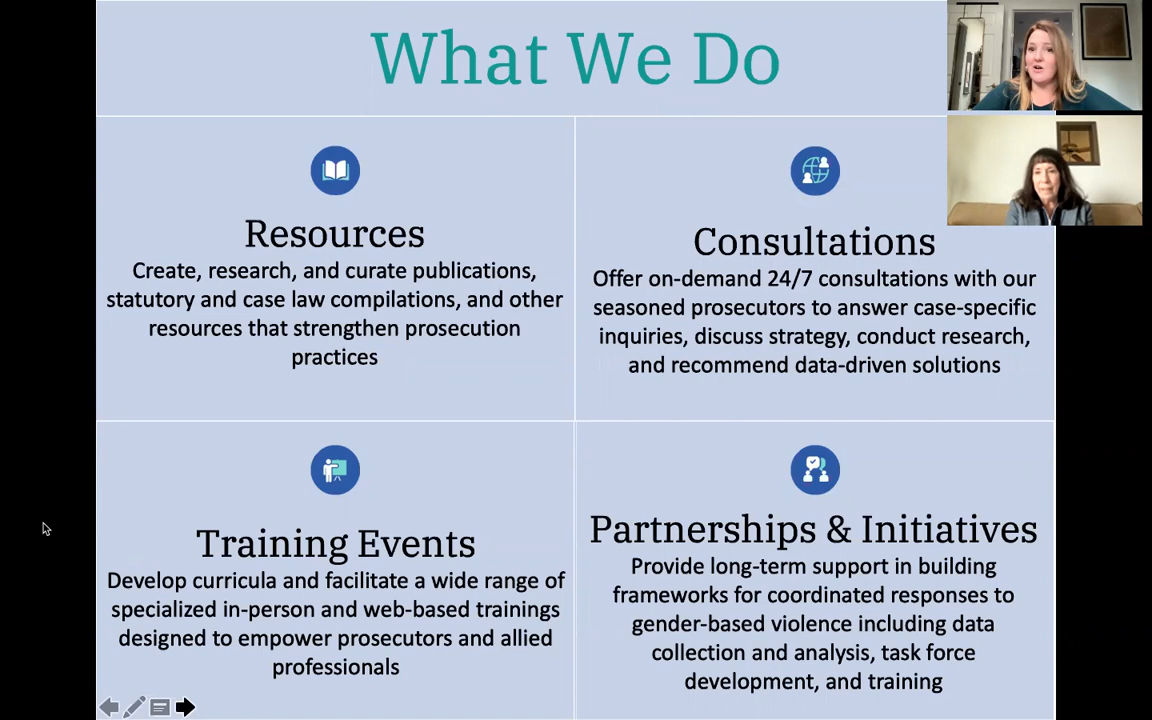 What We Do
Resources
Create, research, and curate publications,
statutory and case law compilations, and other
resources that strengthen prosecution
practices
Consultations
Offer on-demand 24/7 consultations with our
seasoned prosecutors to answer case-specific
inquiries, discuss strategy, conduct research,
and recommend data-driven solutions
Training Events
Develop curricula and facilitate a wide range of
specialized in-person and web-based trainings
designed to empower prosecutors and allied
professionals
Partnerships & Initiatives
Provide long-term support in building
frameworks for coordinated responses to
gender-based violence including data
collection and analysis, task force
development, and training